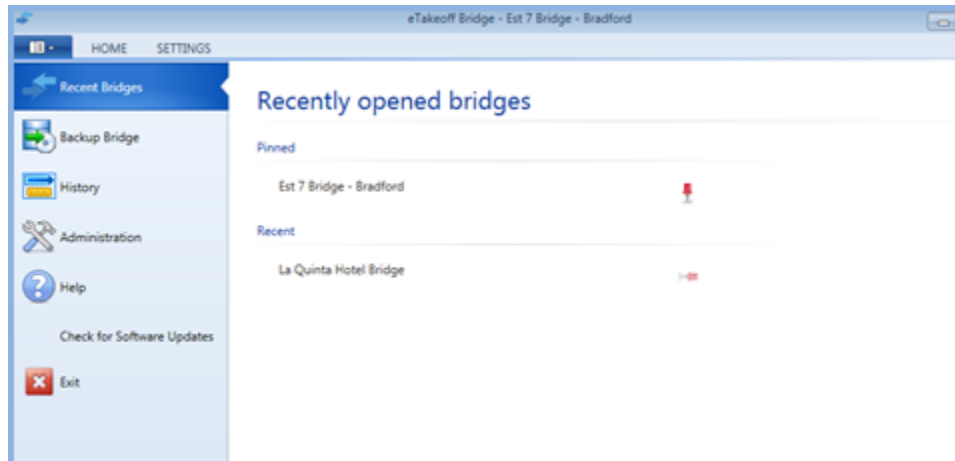 eTakeoff Bridge - Est 7 Bridge - Bradford
HOME SETTINGS
Recent Bridges
Backup Bridge
History
Administration
Help
Check for Software Updates
Exit
Recently opened bridges
Pinned
Est 7 Bridge - Bradford
Recent
La Quinta Hotel Bridge